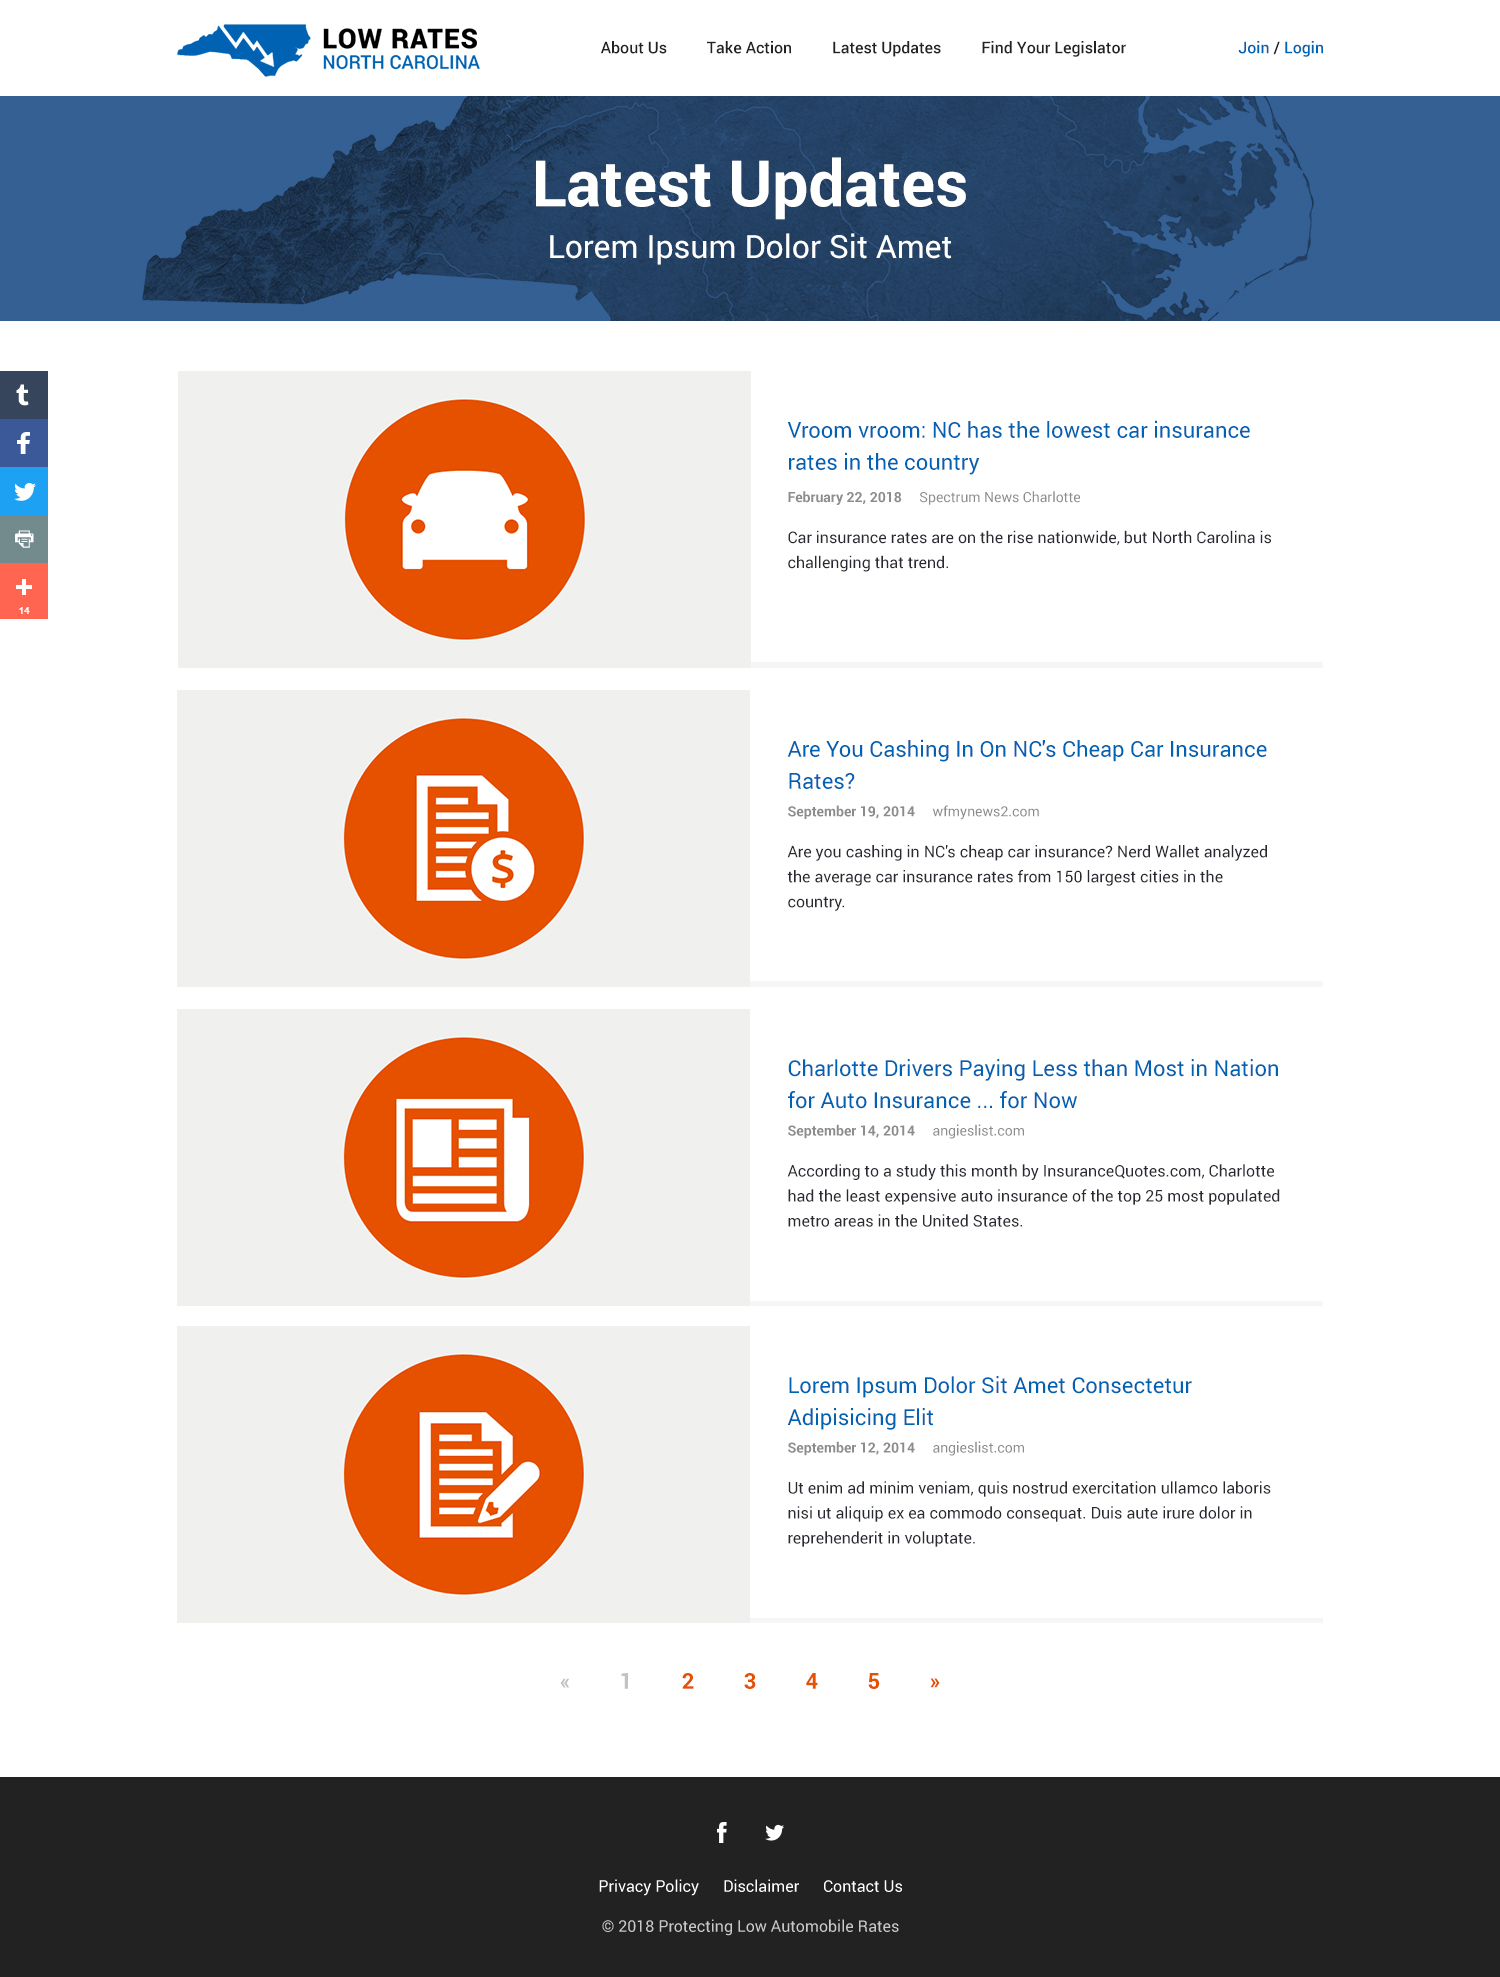 LOW RATES
NORTH CAROLINA
About Us Take Action Latest Updates Find Your Legislator Join / Login
Latest Updates
Lorem Ipsum Dolor Sit Amet
14
Vroom vroom: NC has the lowest car insurance
rates in the country
February 22, 2018 Spectrum News Charlotte
Car insurance rates are on the rise nationwide, but North Carolina is
challenging that trend.
$
Are You Cashing In On NC's Cheap Car Insurance
Rates?
September 19, 2014 wfmynews2.com
Are you cashing in NC's cheap car insurance? Nerd Wallet analyzed
the average car insurance rates from 150 largest cities in the
country.
Charlotte Drivers Paying Less than Most in Nation
for Auto Insurance ... for Now
September 14, 2014 angieslist.com
According to a study this month by InsuranceQuotes.com, Charlotte
had the least expensive auto insurance of the top 25 most populated
metro areas in the United States.
Lorem Ipsum Dolor Sit Amet Consectetur
Adipisicing Elit
September 12, 2014 angieslist.com
Ut enim ad minim veniam, quis nostrud exercitation ullamco laboris
nisi ut aliquip ex ea commodo consequat. Duis aute irure dolor in
reprehenderit in voluptate.
« 1 2 3 4 5 »
Privacy Policy Disclaimer Contact Us
© 2018 Protecting Low Automobile Rates